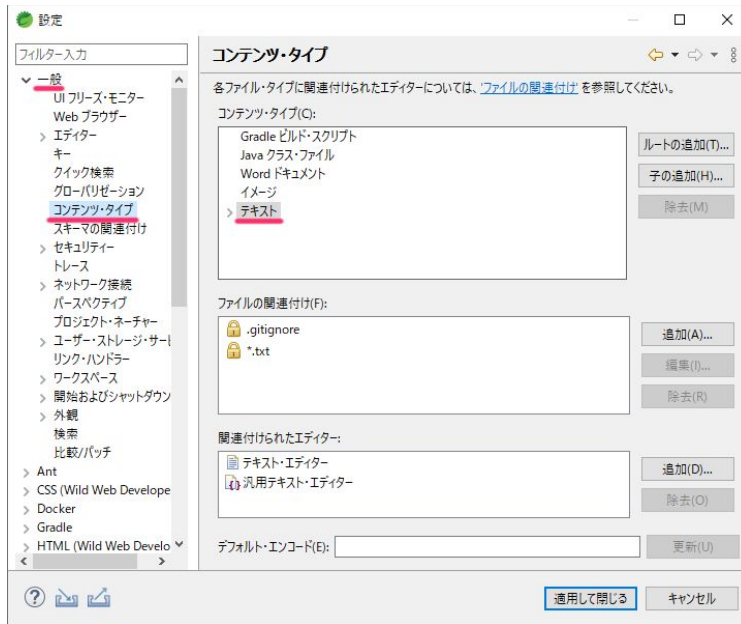 設定
フィルター入力
一般
UI フリーズ・モニター
Web ブラウザー
エディター
キー
クイック検索
グローバリゼーション
コンテンツ・タイプ
スキーマの関連付け
セキュリティー
トレース
ネットワーク接続
パースペクティブ
プロジェクト・ネーチャー
ユーザー・ストレージ・サー
リンク・ハンドラー
ワークスペース
開始およびシャットダウン
外観
検索
比較/パッチ
Ant
CSS (Wild Web Develope
Docker
Gradle
HTML (Wild Web Develo
コンテンツ・タイプ
各ファイル・タイプに関連付けられたエディターについては、'ファイルの関連付け' を参照してください。
コンテンツ・タイプ(C):
Gradle ビルド・スクリプト
Java クラス・ファイル
Word ドキュメント
イメージ
テキスト
ルートの追加(T)...
子の追加(H)...
除去(M)
ファイルの関連付け(F):
.gitignore
*.txt
追加(A)...
編集(I)...
除去(R)
関連付けられたエディター:
テキスト・エディター
汎用テキスト・エディター
追加(D)...
除去(O)
デフォルト・エンコード(E):
更新(U)
適用して閉じる
キャンセル